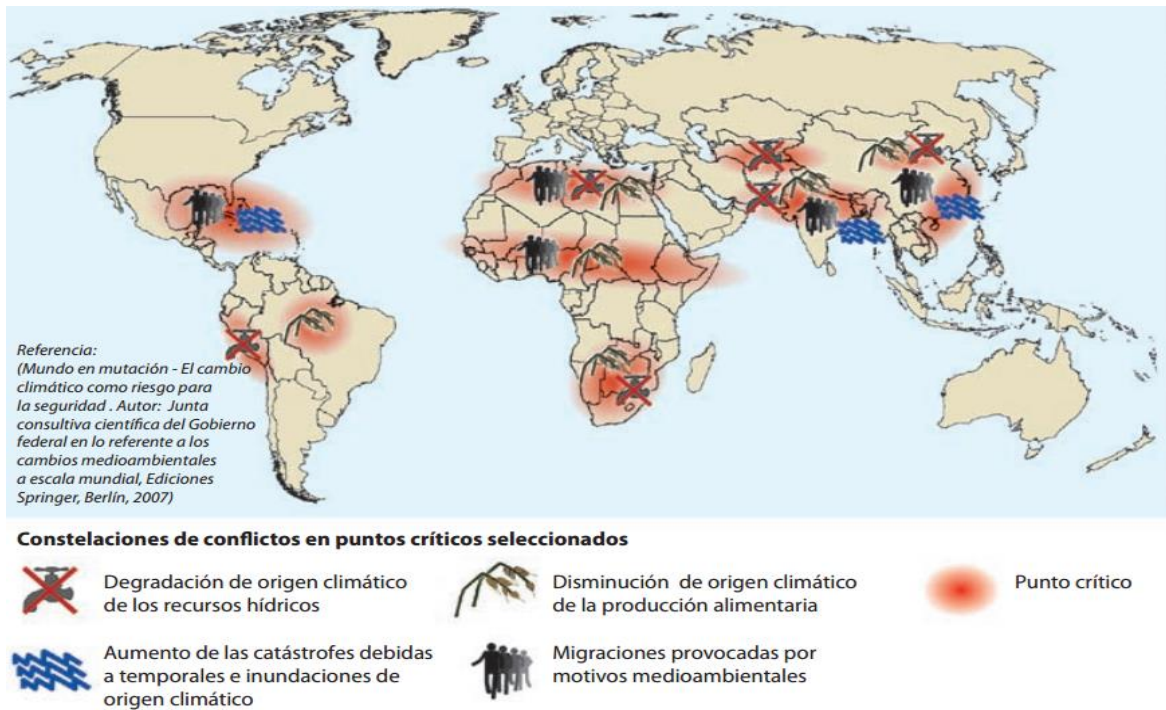 Referencia:
(Mundo en mutación - El cambio
climático como riesgo para
la seguridad . Autor: Junta
consultiva científica del Gobierno
federal en lo referente a los
cambios medioambientales
a escala mundial, Ediciones
Springer, Berlín, 2007)
Constelaciones de conflictos en puntos críticos seleccionados
Degradación de origen climático
de los recursos hídricos
Disminución de origen climático
de la producción alimentaria
Punto crítico
Aumento de las catástrofes debidas
a temporales e inundaciones de
origen climático
Migraciones provocadas por
motivos medioambientales